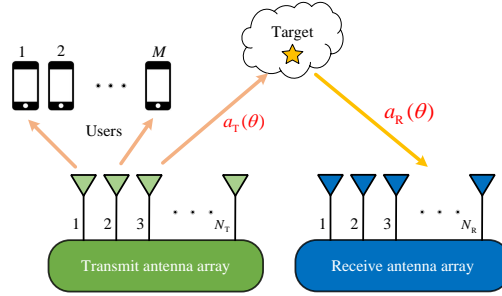 Target
1 2 ··· M
Users
a_T(θ)
a_R(θ)
1 2 3 ··· N_T
1 2 3 ··· N_R
Transmit antenna array
Receive antenna array